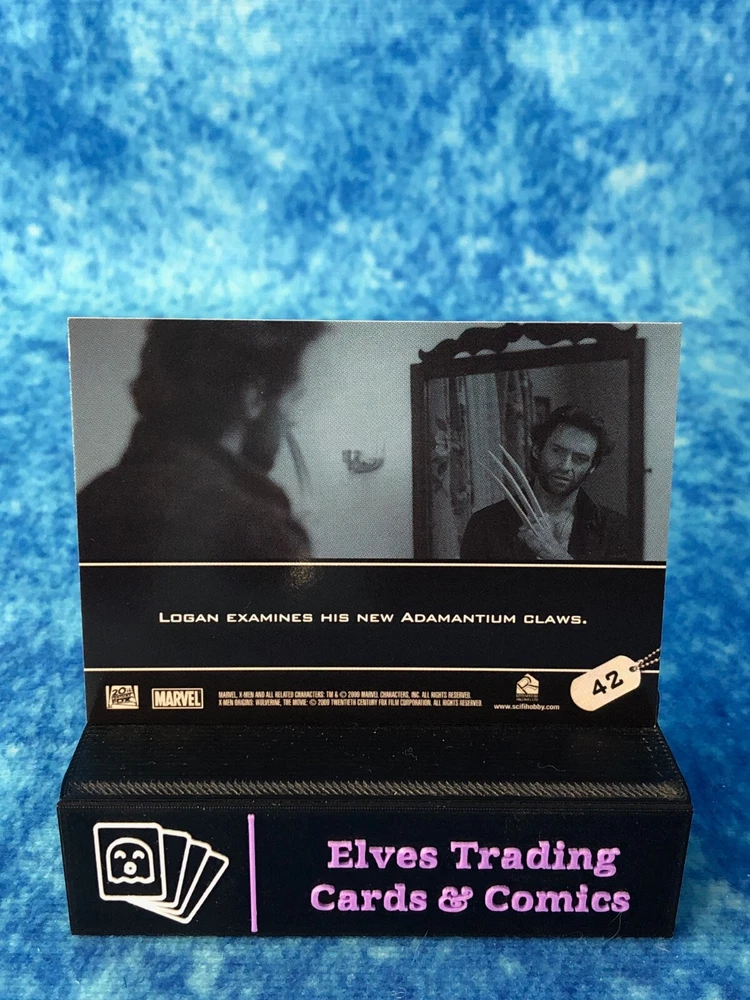 Logan examines his new Adamantium claws.
20th Century Fox
MARVEL
MARVEL, X-MEN AND ALL RELATED CHARACTERS: TM & © 2009 MARVEL CHARACTERS, INC. ALL RIGHTS RESERVED.
X-MEN ORIGINS: WOLVERINE, THE MOVIE: © 2009 TWENTIETH CENTURY FOX FILM CORPORATION. ALL RIGHTS RESERVED.
www.scifihobby.com
42
Elves Trading
Cards & Comics